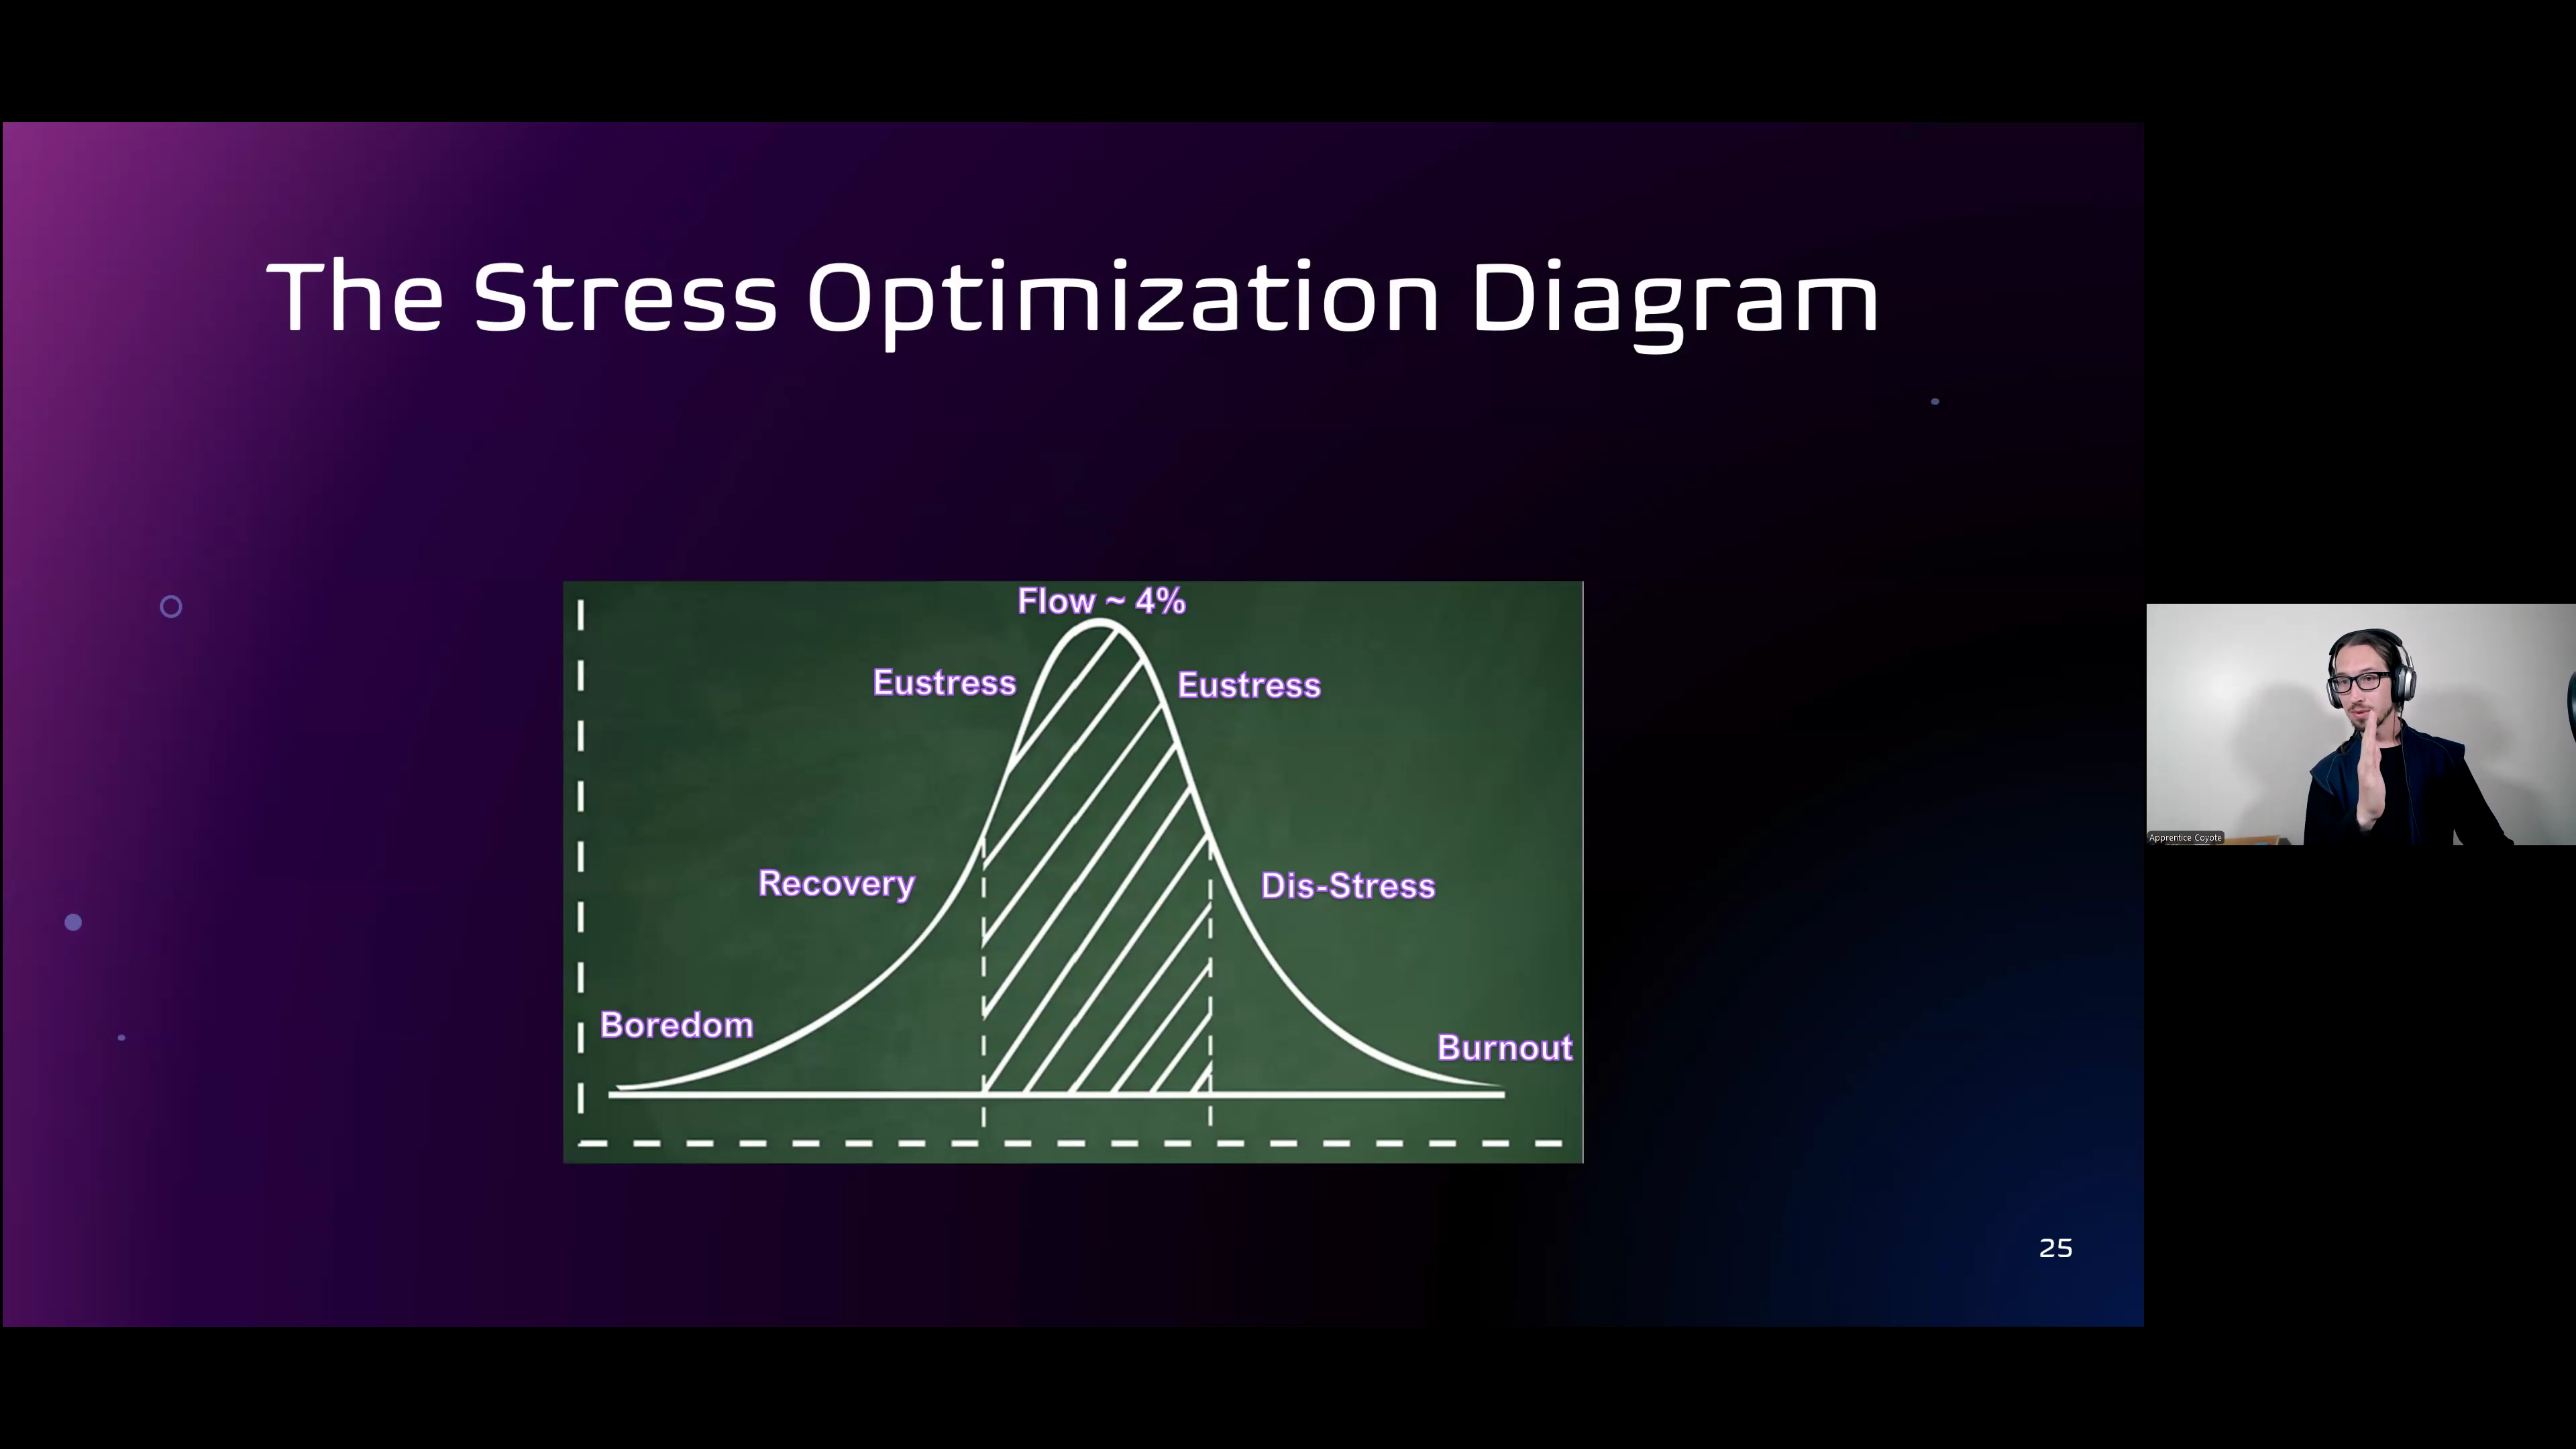 The Stress Optimization Diagram
Flow ~ 4%
Eustress
Eustress
Recovery
Dis-Stress
Boredom
Burnout
25
Apprentice Coyote